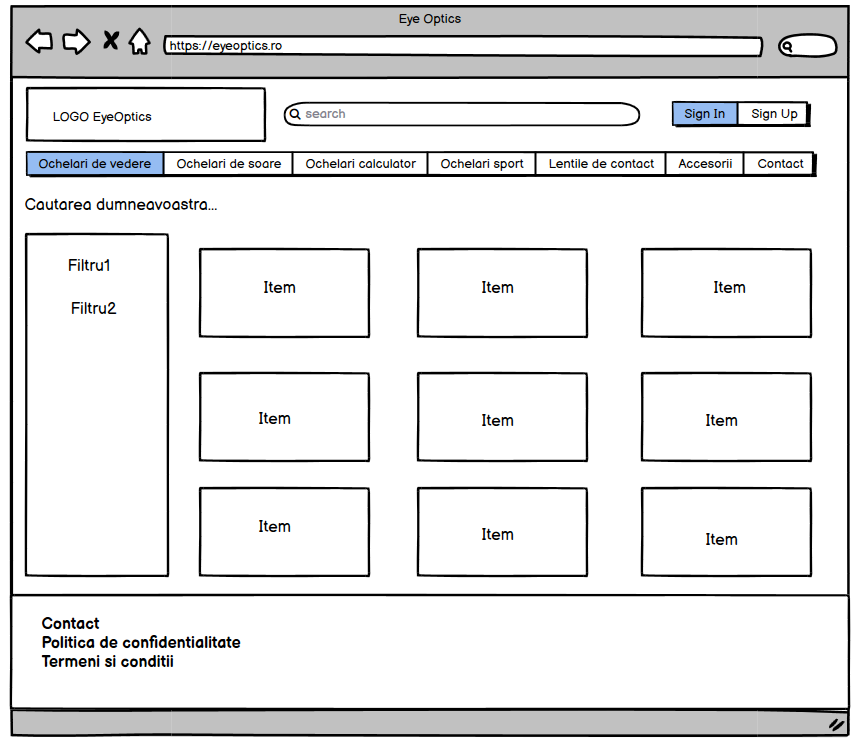 Eye Optics
https://eyeoptics.ro
LOGO EyeOptics
search
Sign In Sign Up
Ochelari de vedere Ochelari de soare Ochelari calculator Ochelari sport Lentile de contact Accesorii Contact
Cautarea dumneavoastra...
Filtru1
Filtru2
Item Item Item
Item Item Item
Item Item Item
Contact
Politica de confidentialitate
Termeni si conditii